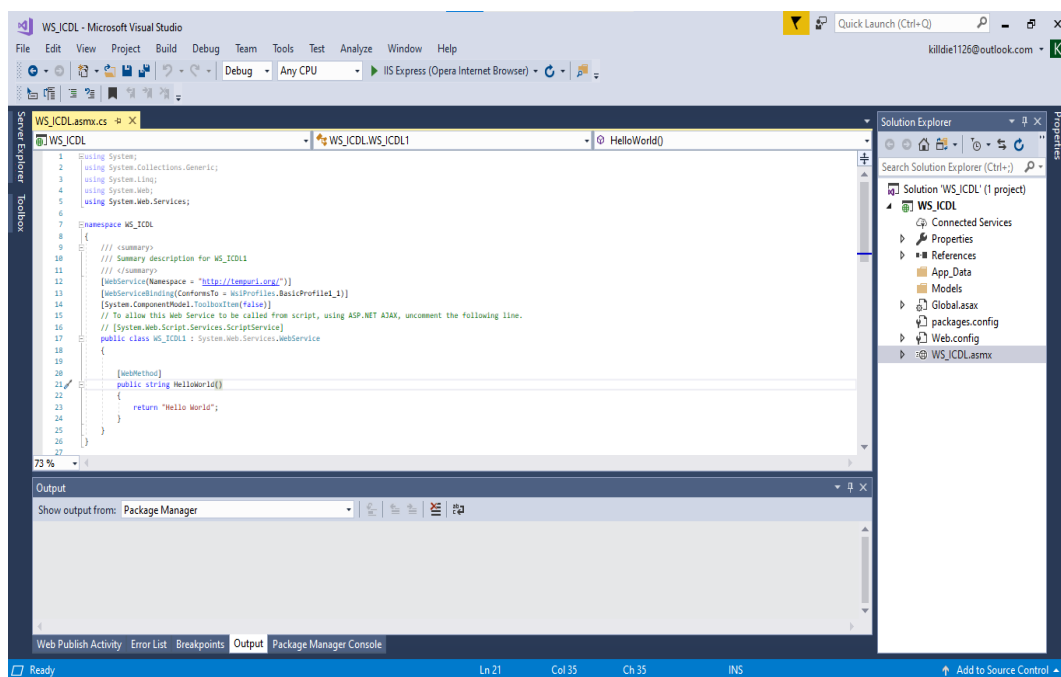 WS_ICDL - Microsoft Visual Studio
Quick Launch (Ctrl+Q)
File Edit View Project Build Debug Team Tools Test Analyze Window Help
killdie1126@outlook.com
K
Debug Any CPU IIS Express (Opera Internet Browser)
Server Explorer
Toolbox
WS_ICDL.asmx.cs
WS_ICDL WS_ICDL.WS_ICDL1 HelloWorld()
1 using System;
2 using System.Collections.Generic;
3 using System.Linq;
4 using System.Web;
5 using System.Web.Services;
6
7 namespace WS_ICDL
8 {
9 /// <summary>
10 /// Summary description for WS_ICDL1
11 /// </summary>
12 [WebService(Namespace = "http://tempuri.org/")]
13 [WebServiceBinding(ConformsTo = WsiProfiles.BasicProfile1_1)]
14 [System.ComponentModel.ToolboxItem(false)]
15 // To allow this Web Service to be called from script, using ASP.NET AJAX, uncomment the following line.
16 // [System.Web.Script.Services.ScriptService]
17 public class WS_ICDL1 : System.Web.Services.WebService
18 {
19
20 [WebMethod]
21 public string HelloWorld()
22 {
23 return "Hello World";
24 }
25 }
26 }
27
73 %
Output
Show output from: Package Manager
Web Publish Activity Error List Breakpoints Output Package Manager Console
Solution Explorer
Search Solution Explorer (Ctrl+;)
Solution 'WS_ICDL' (1 project)
WS_ICDL
Connected Services
Properties
References
App_Data
Models
Global.asax
packages.config
Web.config
WS_ICDL.asmx
Properties
Ready Ln 21 Col 35 Ch 35 INS Add to Source Control